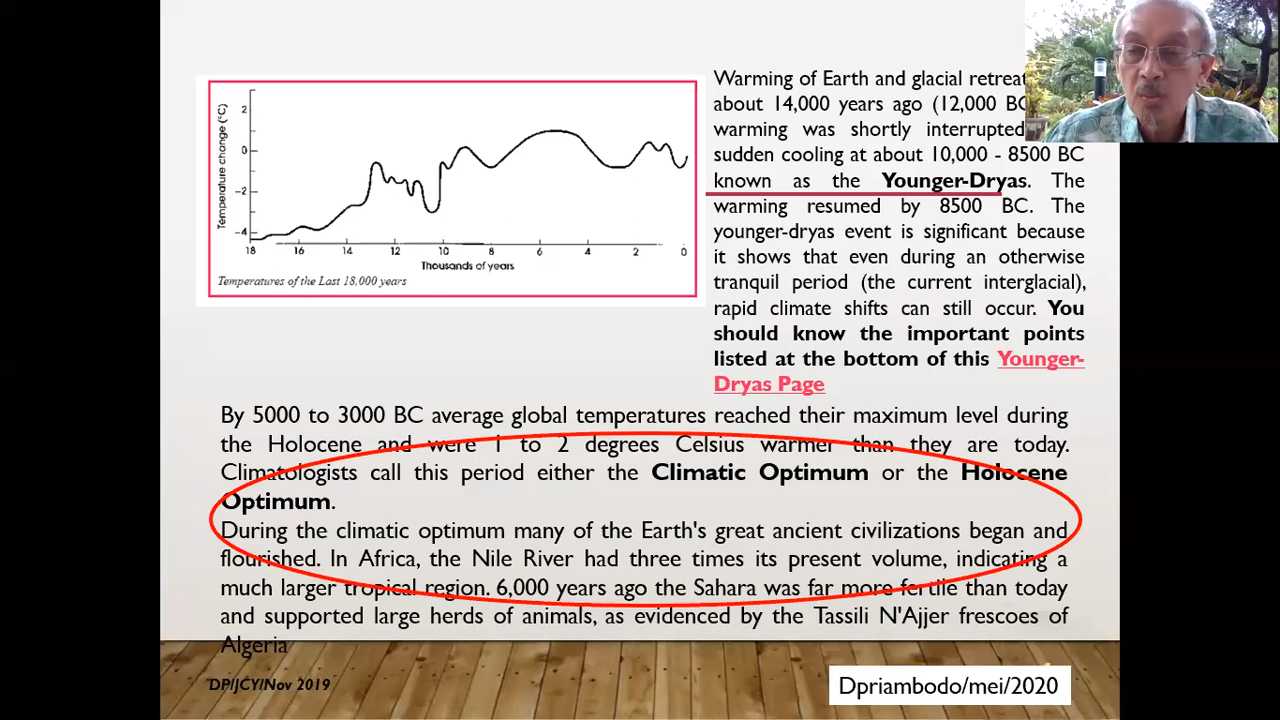 Temperature change (°C)
2
0
-2
-4
18 16 14 12 10 8 6 4 2 0
Thousands of years
Temperatures of the Last 18,000 years
Warming of Earth and glacial retreat
about 14,000 years ago (12,000 BC
warming was shortly interrupted
sudden cooling at about 10,000 - 8500 BC
known as the Younger-Dryas. The
warming resumed by 8500 BC. The
younger-dryas event is significant because
it shows that even during an otherwise
tranquil period (the current interglacial),
rapid climate shifts can still occur. You
should know the important points
listed at the bottom of this Younger-
Dryas Page
By 5000 to 3000 BC average global temperatures reached their maximum level during
the Holocene and were 1 to 2 degrees Celsius warmer than they are today.
Climatologists call this period either the Climatic Optimum or the Holocene
Optimum.
During the climatic optimum many of the Earth's great ancient civilizations began and
flourished. In Africa, the Nile River had three times its present volume, indicating a
much larger tropical region. 6,000 years ago the Sahara was far more fertile than today
and supported large herds of animals, as evidenced by the Tassili N'Ajjer frescoes of
Algeria
DP/JCY/Nov 2019
Dpriambodo/mei/2020